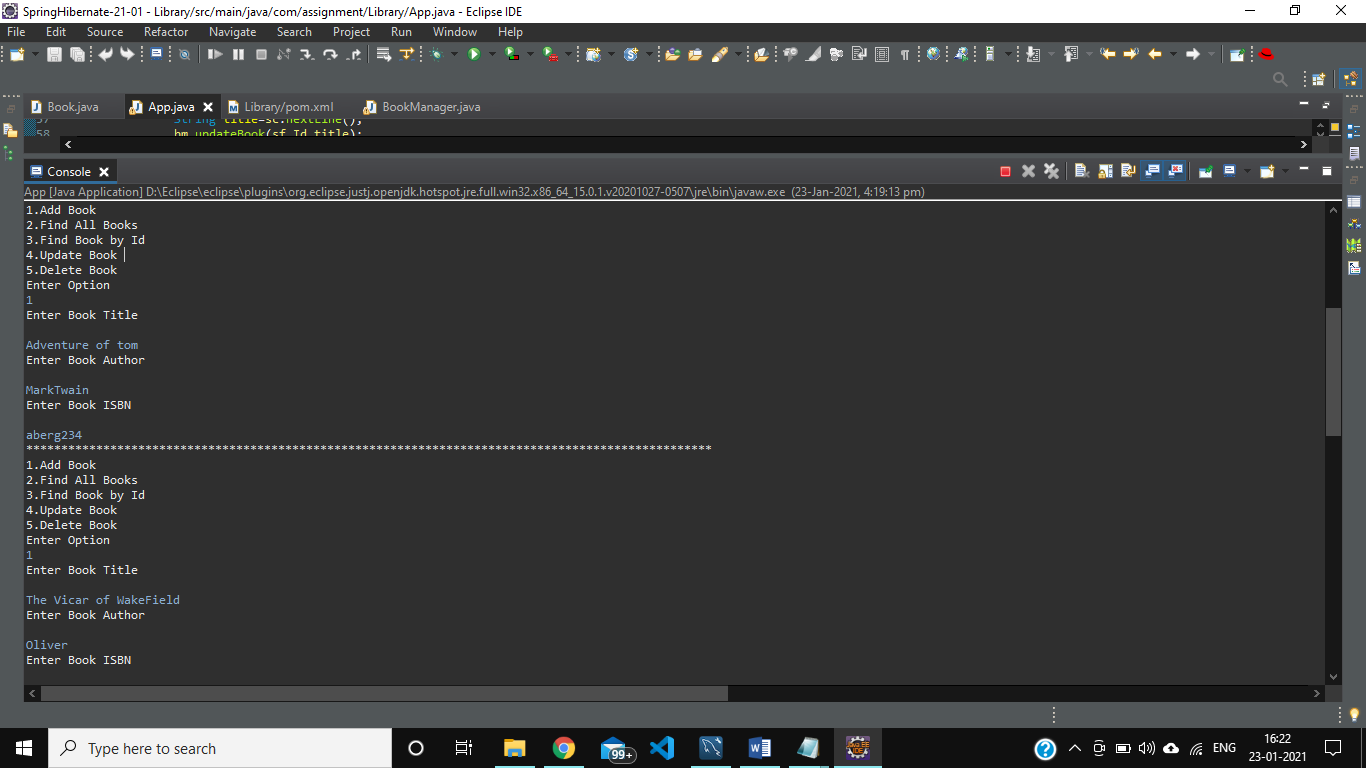 SpringHibernate-21-01 - Library/src/main/java/com/assignment/Library/App.java - Eclipse IDE
File Edit Source Refactor Navigate Search Project Run Window Help
Book.java App.java Library/pom.xml BookManager.java
57 String title=sc.nextLine();
58 bm.updateBook(sf,Id,title);
Console
App [Java Application] D:\Eclipse\eclipse\plugins\org.eclipse.justj.openjdk.hotspot.jre.full.win32.x86_64_15.0.1.v20201027-0507\jre\bin\javaw.exe (23-Jan-2021, 4:19:13 pm)
1.Add Book
2.Find All Books
3.Find Book by Id
4.Update Book
5.Delete Book
Enter Option
1
Enter Book Title
Adventure of tom
Enter Book Author
MarkTwain
Enter Book ISBN
aberg234
**************************************************************************************************
1.Add Book
2.Find All Books
3.Find Book by Id
4.Update Book
5.Delete Book
Enter Option
1
Enter Book Title
The Vicar of WakeField
Enter Book Author
Oliver
Enter Book ISBN
Type here to search
99+
ENG
16:22
23-01-2021